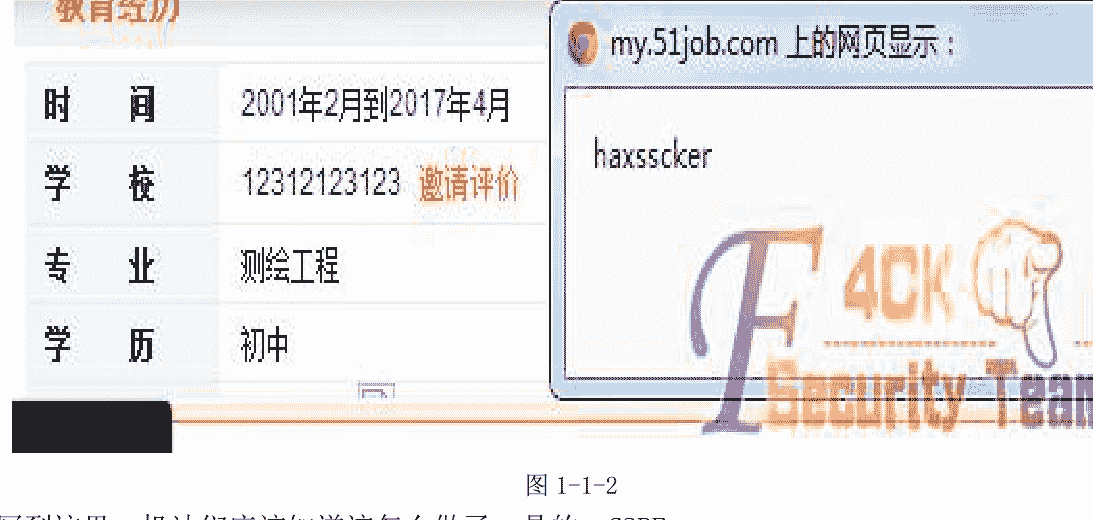 教育经历
时 间 2001年2月到2017年4月
学 校 12312123123 邀请评价
专 业 测绘工程
学 历 初中
my.51job.com 上的网页显示：
haxsscker
F4CK
Security Team
图 1-1-2